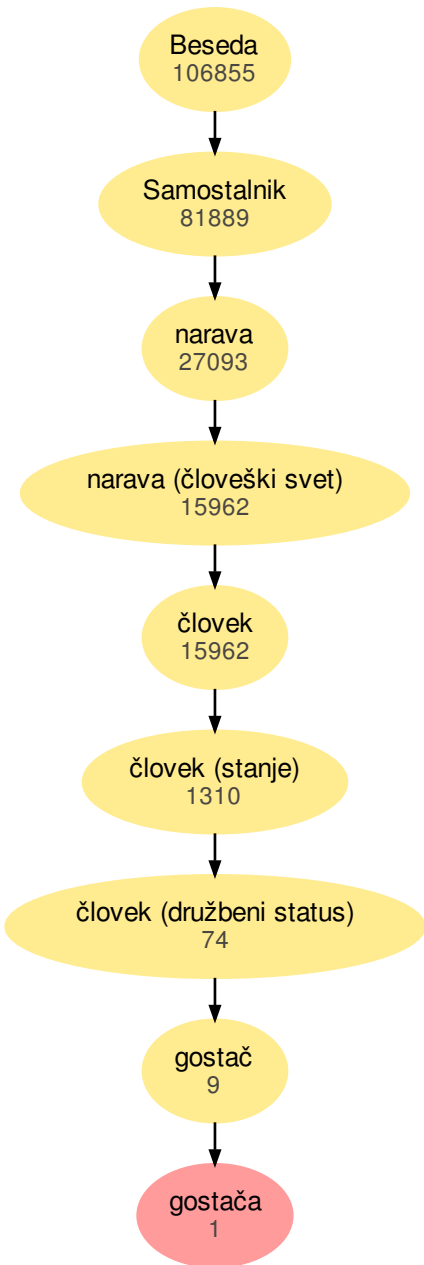 Beseda
106855
Samostalnik
81889
narava
27093
narava (človeški svet)
15962
človek
15962
človek (stanje)
1310
človek (družbeni status)
74
gostač
9
gostača
1